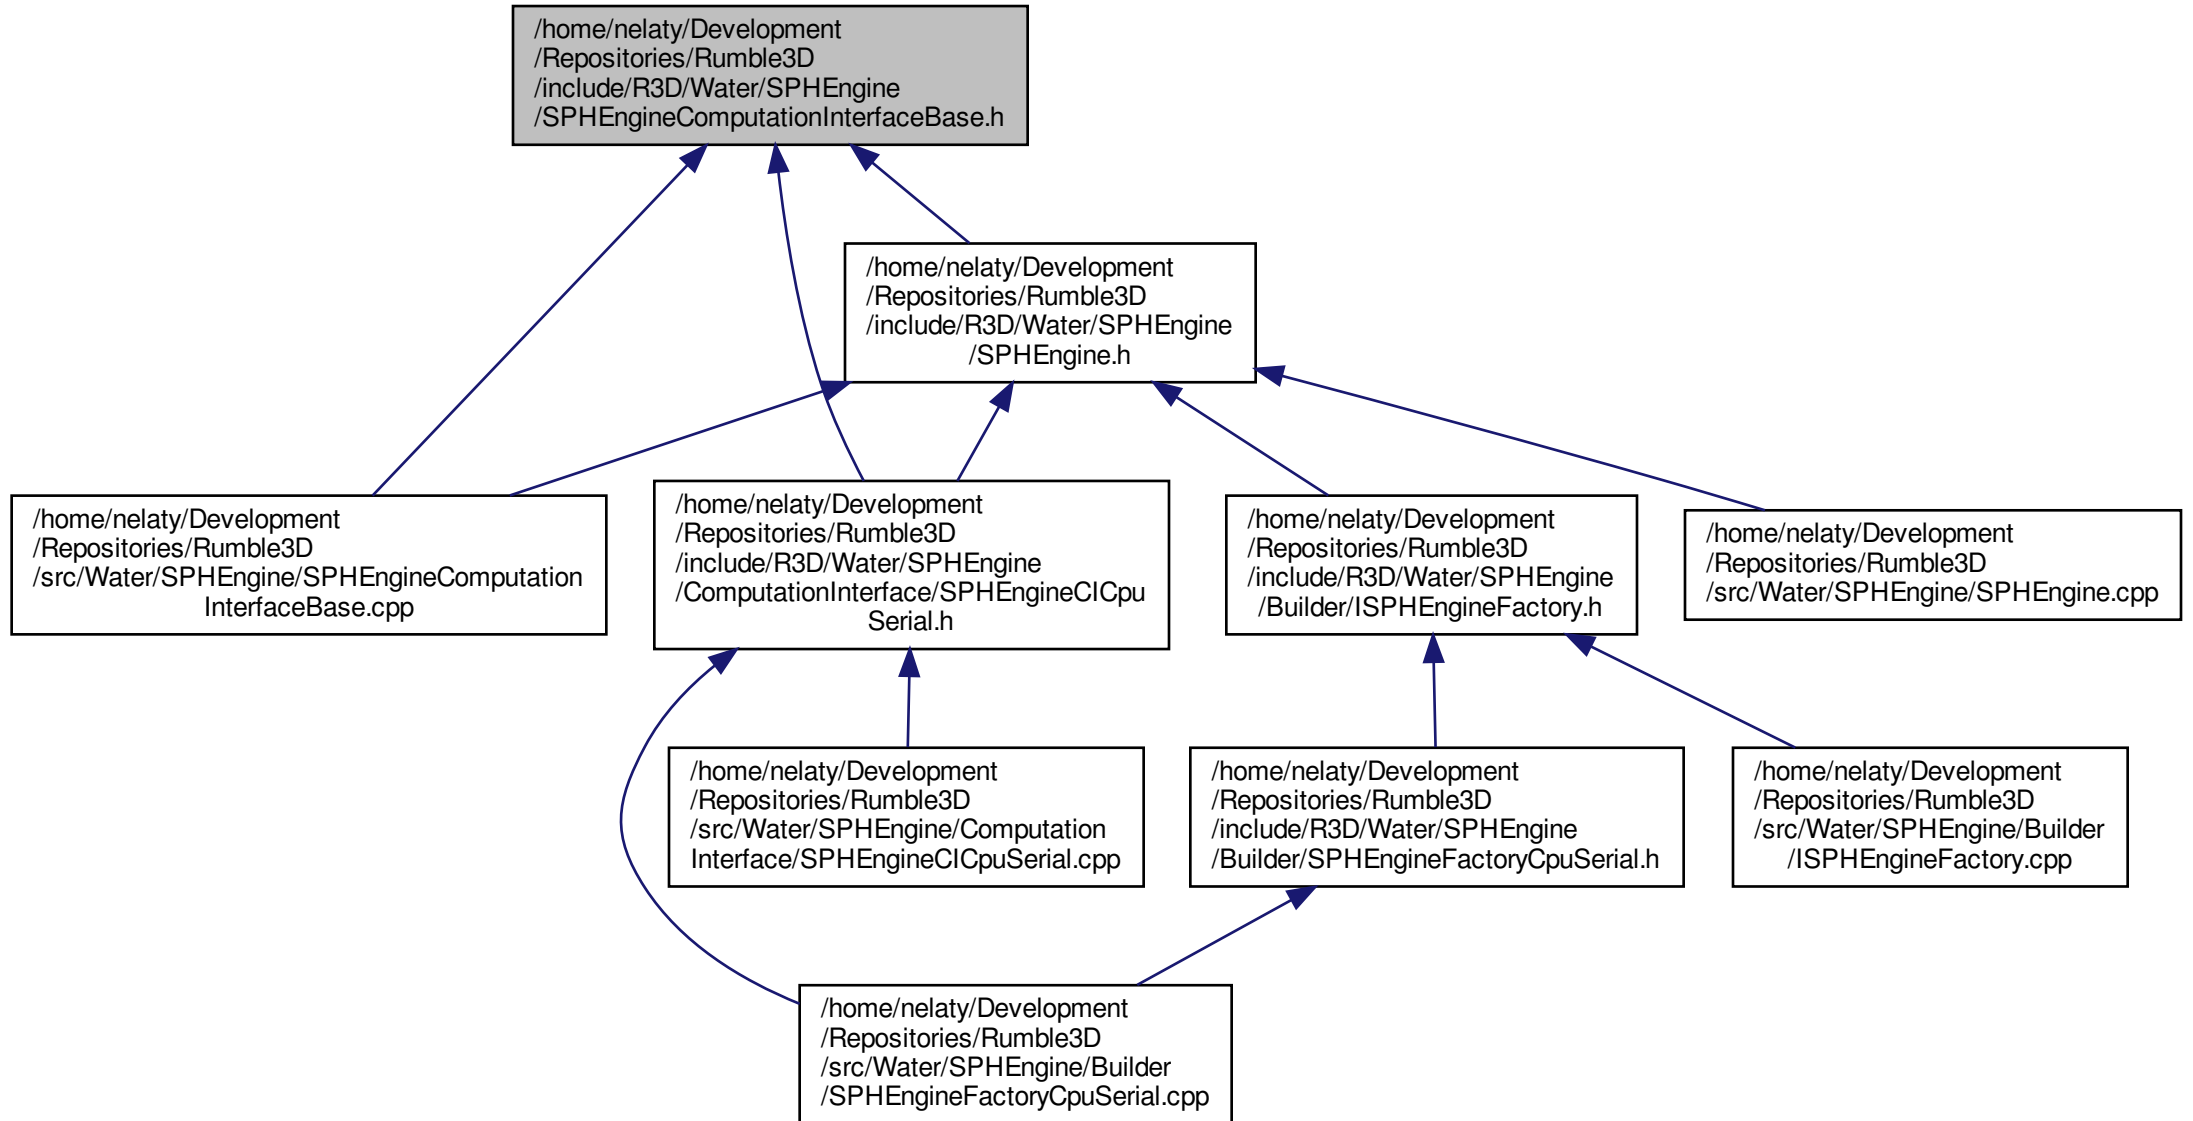 /home/nelaty/Development
/Repositories/Rumble3D
/include/R3D/Water/SPHEngine
/SPHEngineComputationInterfaceBase.h
/home/nelaty/Development
/Repositories/Rumble3D
/include/R3D/Water/SPHEngine
/SPHEngine.h
/home/nelaty/Development
/Repositories/Rumble3D
/src/Water/SPHEngine/SPHEngineComputation
InterfaceBase.cpp
/home/nelaty/Development
/Repositories/Rumble3D
/include/R3D/Water/SPHEngine
/ComputationInterface/SPHEngineCICpu
Serial.h
/home/nelaty/Development
/Repositories/Rumble3D
/include/R3D/Water/SPHEngine
/Builder/ISPHEngineFactory.h
/home/nelaty/Development
/Repositories/Rumble3D
/src/Water/SPHEngine/SPHEngine.cpp
/home/nelaty/Development
/Repositories/Rumble3D
/src/Water/SPHEngine/Computation
Interface/SPHEngineCICpuSerial.cpp
/home/nelaty/Development
/Repositories/Rumble3D
/include/R3D/Water/SPHEngine
/Builder/SPHEngineFactoryCpuSerial.h
/home/nelaty/Development
/Repositories/Rumble3D
/src/Water/SPHEngine/Builder
/ISPHEngineFactory.cpp
/home/nelaty/Development
/Repositories/Rumble3D
/src/Water/SPHEngine/Builder
/SPHEngineFactoryCpuSerial.cpp